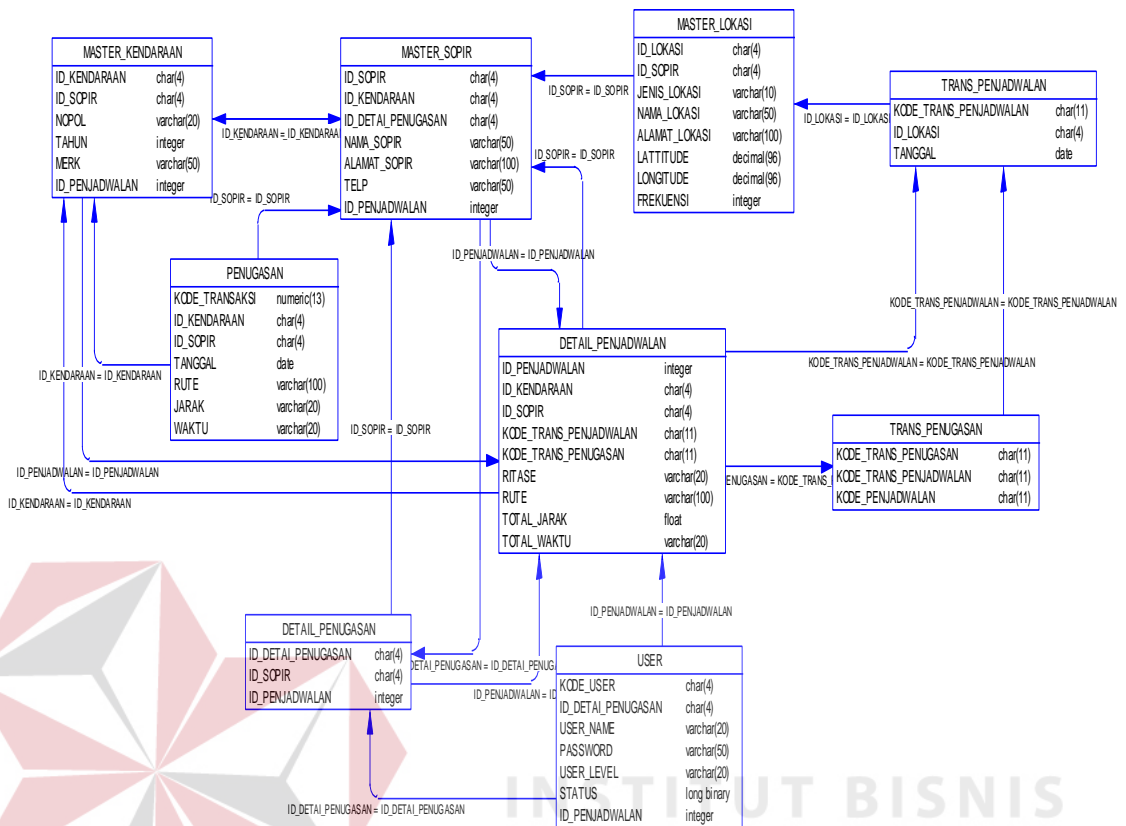 MASTER_KENDARAAN
ID_KENDARAAN char(4)
ID_SOPIR char(4)
NOPOL varchar(20)
TAHUN integer
MERK varchar(50)
ID_PENJADWALAN integer
MASTER_SOPIR
ID_SOPIR char(4)
ID_KENDARAAN char(4)
ID_DETAI_PENUGASAN char(4)
NAMA_SOPIR varchar(50)
ALAMAT_SOPIR varchar(100)
TELP varchar(50)
ID_PENJADWALAN integer
MASTER_LOKASI
ID_LOKASI char(4)
ID_SOPIR char(4)
JENIS_LOKASI varchar(10)
NAMA_LOKASI varchar(50)
ALAMAT_LOKASI varchar(100)
LATTITUDE decimal(96)
LONGITUDE decimal(96)
FREKUENSI integer
TRANS_PENJADWALAN
KODE_TRANS_PENJADWALAN char(11)
ID_LOKASI char(4)
TANGGAL date
ID_SOPIR = ID_SOPIR
ID_LOKASI = ID_LOKASI
ID_KENDARAAN = ID_KENDARAA
ID_SOPIR = ID_SOPIR
ID_SOPIR = ID_SOPIR
ID_PENJADWALAN = ID_PENJADWALAN
PENUGASAN
KODE_TRANSAKSI numeric(13)
ID_KENDARAAN char(4)
ID_SOPIR char(4)
TANGGAL date
RUTE varchar(100)
JARAK varchar(20)
WAKTU varchar(20)
KODE_TRANS_PENJADWALAN = KODE_TRANS_PENJADWALAN
DETAIL_PENJADWALAN
ID_PENJADWALAN integer
ID_KENDARAAN char(4)
ID_SOPIR char(4)
KODE_TRANS_PENJADWALAN char(11)
KODE_TRANS_PENUGASAN char(11)
RITASE varchar(20)
RUTE varchar(100)
TOTAL_JARAK float
TOTAL_WAKTU varchar(20)
KODE_TRANS_PENJADWALAN = KODE_TRANS_PENJADWALAN
ID_KENDARAAN = ID_KENDARAAN
ID_SOPIR = ID_SOPIR
TRANS_PENUGASAN
KODE_TRANS_PENUGASAN char(11)
KODE_TRANS_PENJADWALAN char(11)
KODE_PENJADWALAN char(11)
ENUGASAN = KODE_TRANS_
ID_PENJADWALAN = ID_PENJADWALAN
ID_KENDARAAN = ID_KENDARAAN
ID_PENJADWALAN = ID_PENJADWALAN
DETAIL_PENUGASAN
ID_DETAI_PENUGASAN char(4)
ID_SOPIR char(4)
ID_PENJADWALAN integer
DETAI_PENUGASAN = ID_DETAI_PENUGA
ID_PENJADWALAN = ID
USER
KODE_USER char(4)
ID_DETAI_PENUGASAN char(4)
USER_NAME varchar(20)
PASSWORD varchar(50)
USER_LEVEL varchar(20)
STATUS long binary
ID_PENJADWALAN integer
ID_DETAI_PENUGASAN = ID_DETAI_PENUGASAN
INSTITUT BISNIS